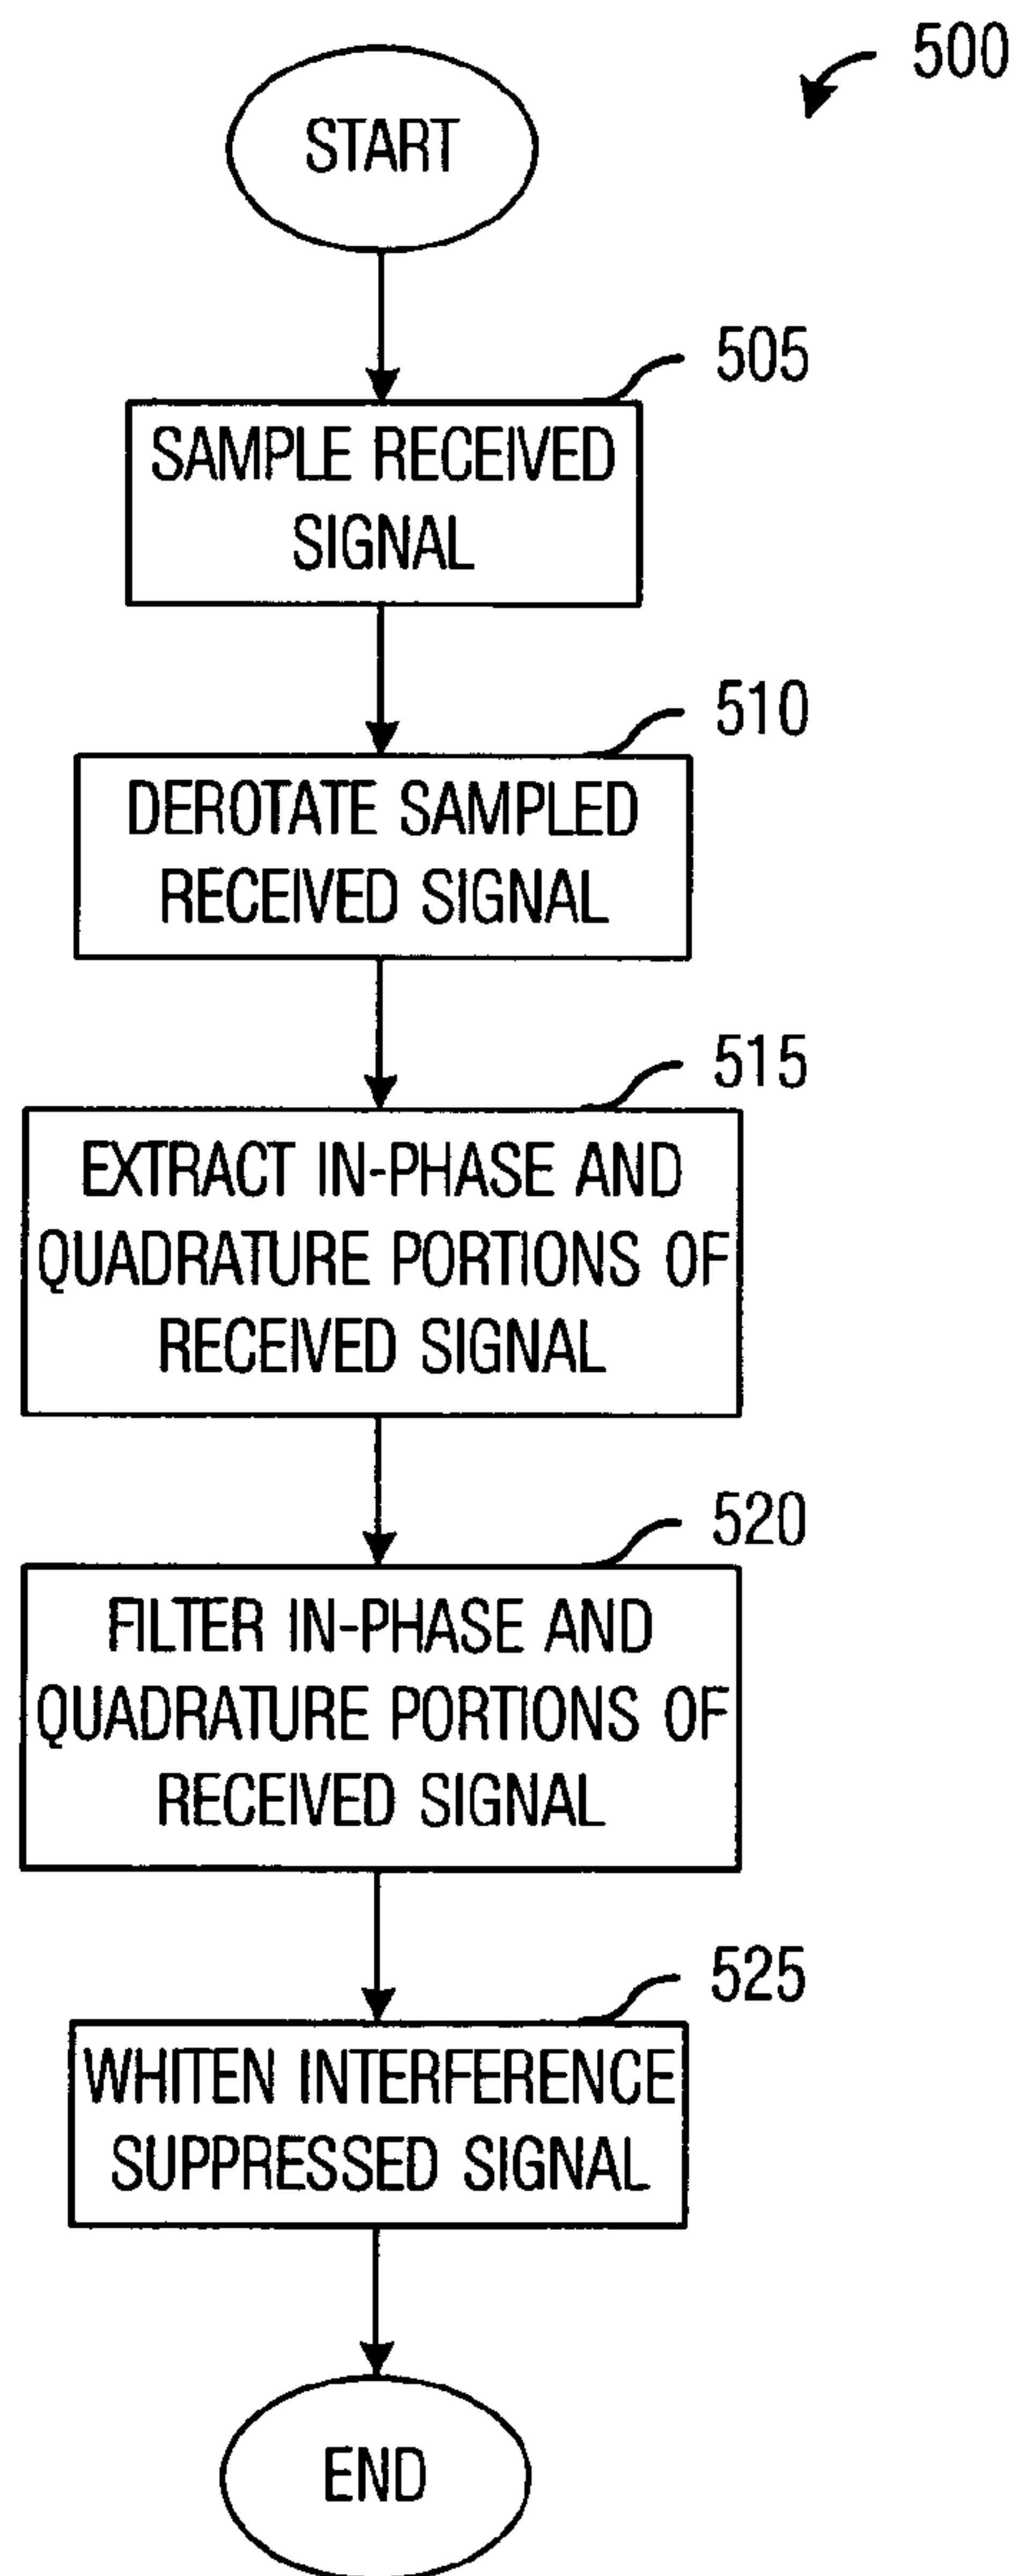 500
START
505
SAMPLE RECEIVED
SIGNAL
510
DEROTATE SAMPLED
RECEIVED SIGNAL
515
EXTRACT IN-PHASE AND
QUADRATURE PORTIONS OF
RECEIVED SIGNAL
520
FILTER IN-PHASE AND
QUADRATURE PORTIONS OF
RECEIVED SIGNAL
525
WHITEN INTERFERENCE
SUPPRESSED SIGNAL
END